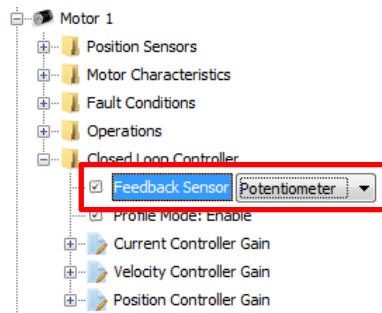 Motor 1
Position Sensors
Motor Characteristics
Fault Conditions
Operations
Closed Loop Controller
Feedback Sensor Potentiometer
Profile Mode: Enable
Current Controller Gain
Velocity Controller Gain
Position Controller Gain